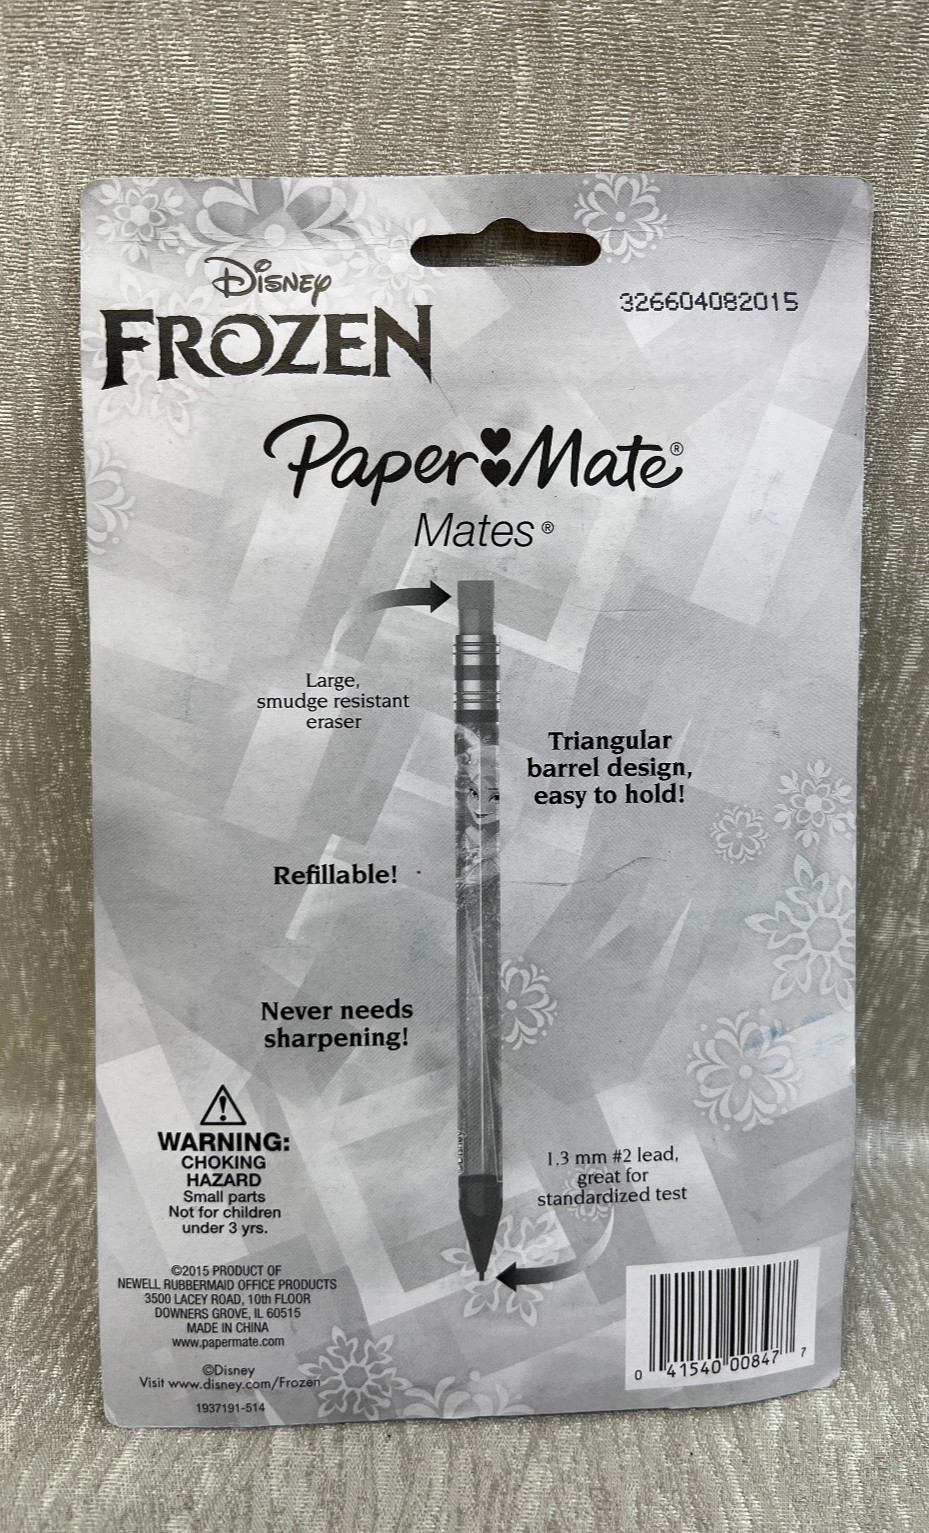 Disney
FROZEN
326604082015
Paper Mate®
Mates®
Large,
smudge resistant
eraser
Triangular
barrel design,
easy to hold!
Refillable!
Never needs
sharpening!
WARNING:
CHOKING
HAZARD
Small parts
Not for children
under 3 yrs.
1.3 mm #2 lead,
great for
standardized test
©2015 PRODUCT OF
NEWELL RUBBERMAID OFFICE PRODUCTS
3500 LACEY ROAD, 10th FLOOR
DOWNERS GROVE, IL 60515
MADE IN CHINA
www.papermate.com
©Disney
Visit www.disney.com/Frozen
1937191-514
0 41540 00847 7